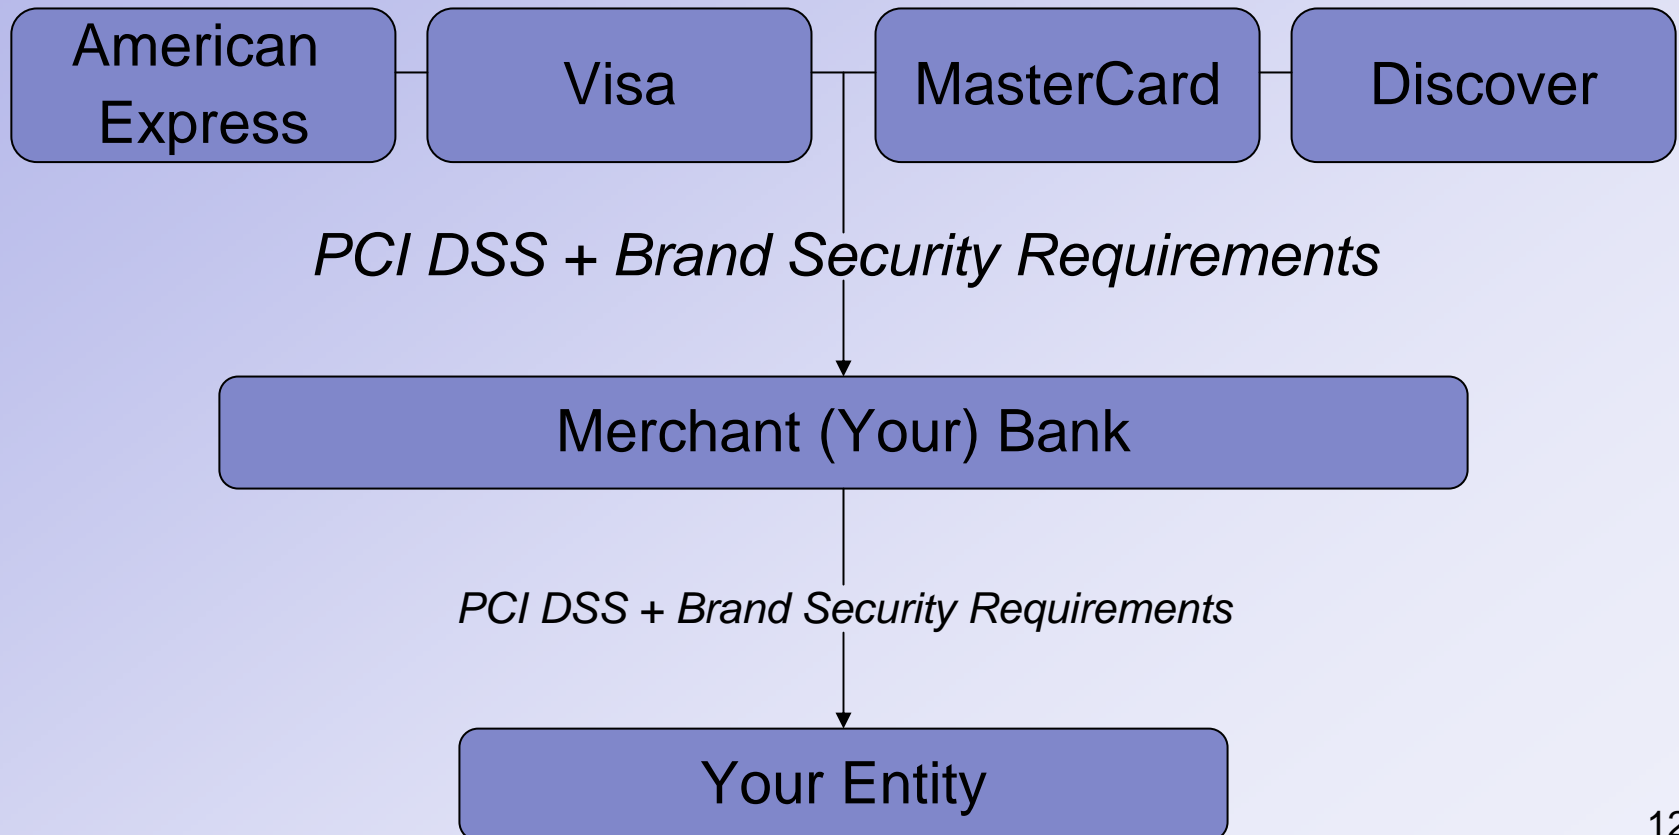 American
Express
Visa
MasterCard
Discover
PCI DSS + Brand Security Requirements
Merchant (Your) Bank
PCI DSS + Brand Security Requirements
Your Entity
12